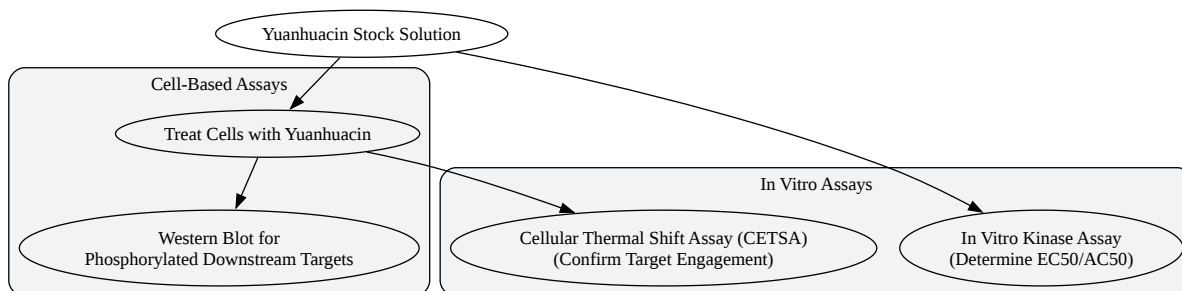 Yuanhuacin Stock Solution
Cell-Based Assays
Treat Cells with Yuanhuacin
In Vitro Assays
Western Blot for
Phosphorylated Downstream Targets
Cellular Thermal Shift Assay (CETSA)
(Confirm Target Engagement)
In Vitro Kinase Assay
(Determine EC50/AC50)